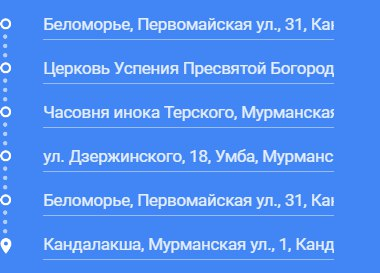 Беломорье, Первомайская ул., 31, Кан
Церковь Успения Пресвятой Богород
Часовня инока Терского, Мурманская
ул. Дзержинского, 18, Умба, Мурманс
Беломорье, Первомайская ул., 31, Кан
Кандалакша, Мурманская ул., 1, Канд